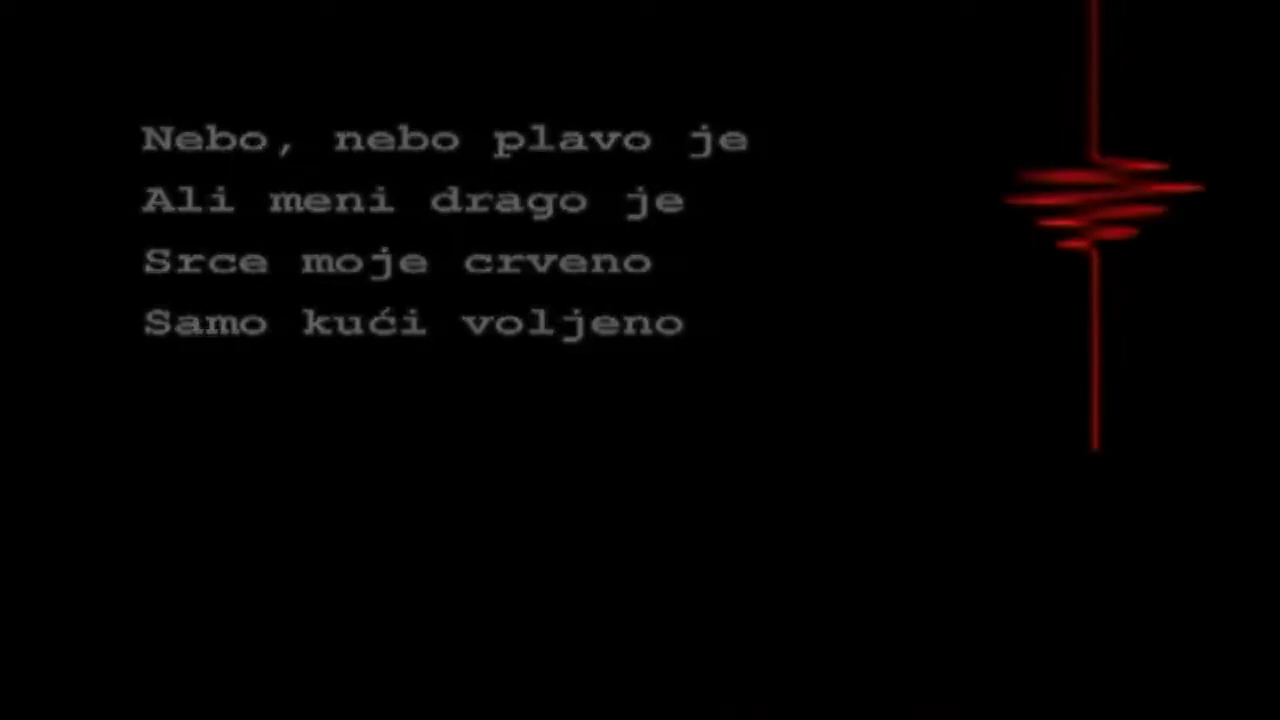 Nebo, nebo plavo je
Ali meni drago je
Srce moje crveno
Samo kući voljeno